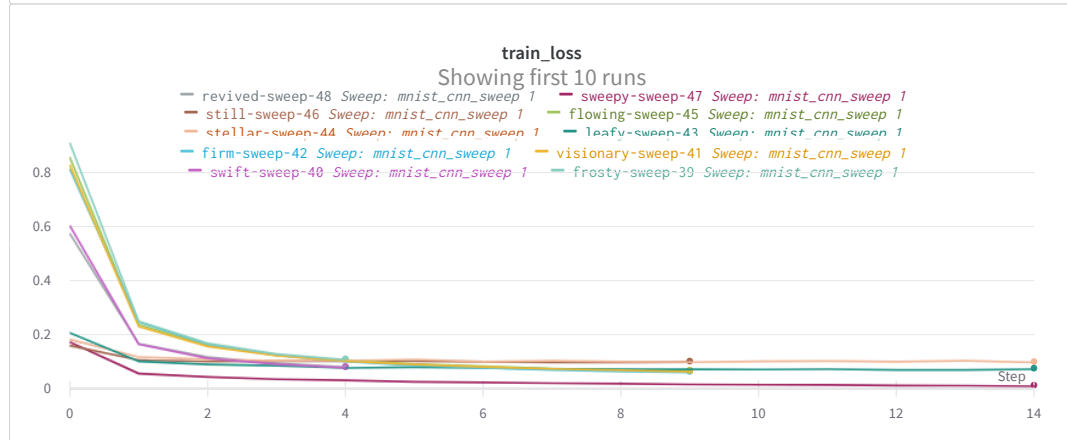 train_loss
Showing first 10 runs
revived-sweep-48 Sweep: mnist_cnn_sweep 1 sweepy-sweep-47 Sweep: mnist_cnn_sweep 1
still-sweep-46 Sweep: mnist_cnn_sweep 1 flowing-sweep-45 Sweep: mnist_cnn_sweep 1
stellar-sweep-44 Sweep: mnist_cnn_sweep 1 leafy-sweep-43 Sweep: mnist_cnn_sweep 1
firm-sweep-42 Sweep: mnist_cnn_sweep 1 visionary-sweep-41 Sweep: mnist_cnn_sweep 1
swift-sweep-40 Sweep: mnist_cnn_sweep 1 frosty-sweep-39 Sweep: mnist_cnn_sweep 1
0.8
0.6
0.4
0.2
0
Step
0 2 4 6 8 10 12 14